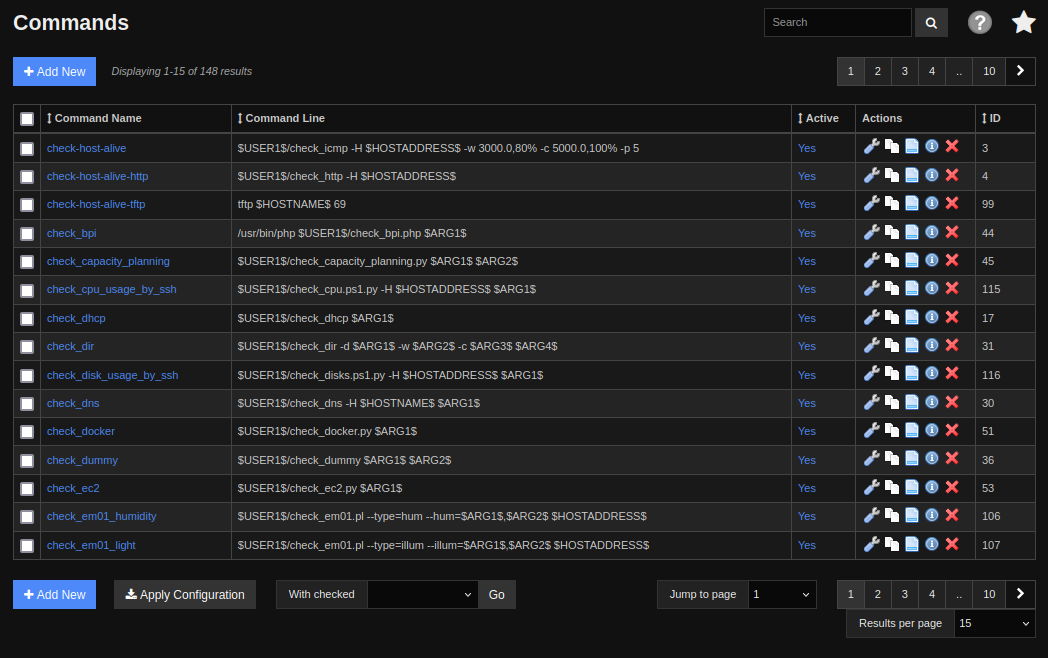 Commands
Search
Add New Displaying 1-15 of 148 results 1 2 3 4 .. 10
Command Name Command Line Active Actions ID
check-host-alive $USER1$/check_icmp -H $HOSTADDRESS$ -w 3000.0,80% -c 5000.0,100% -p 5 Yes 3
check-host-alive-http $USER1$/check_http -H $HOSTADDRESS$ Yes 4
check-host-alive-tftp tftp $HOSTNAME$ 69 Yes 99
check_bpi /usr/bin/php $USER1$/check_bpi.php $ARG1$ Yes 44
check_capacity_planning $USER1$/check_capacity_planning.py $ARG1$ $ARG2$ Yes 45
check_cpu_usage_by_ssh $USER1$/check_cpu.ps1.py -H $HOSTADDRESS$ $ARG1$ Yes 115
check_dhcp $USER1$/check_dhcp $ARG1$ Yes 17
check_dir $USER1$/check_dir -d $ARG1$ -w $ARG2$ -c $ARG3$ $ARG4$ Yes 31
check_disk_usage_by_ssh $USER1$/check_disks.ps1.py -H $HOSTADDRESS$ $ARG1$ Yes 116
check_dns $USER1$/check_dns -H $HOSTNAME$ $ARG1$ Yes 30
check_docker $USER1$/check_docker.py $ARG1$ Yes 51
check_dummy $USER1$/check_dummy $ARG1$ $ARG2$ Yes 36
check_ec2 $USER1$/check_ec2.py $ARG1$ Yes 53
check_em01_humidity $USER1$/check_em01.pl --type=hum --hum=$ARG1$,$ARG2$ $HOSTADDRESS$ Yes 106
check_em01_light $USER1$/check_em01.pl --type=illum --illum=$ARG1$,$ARG2$ $HOSTADDRESS$ Yes 107
Add New Apply Configuration With checked Go Jump to page 1 1 2 3 4 .. 10
Results per page 15